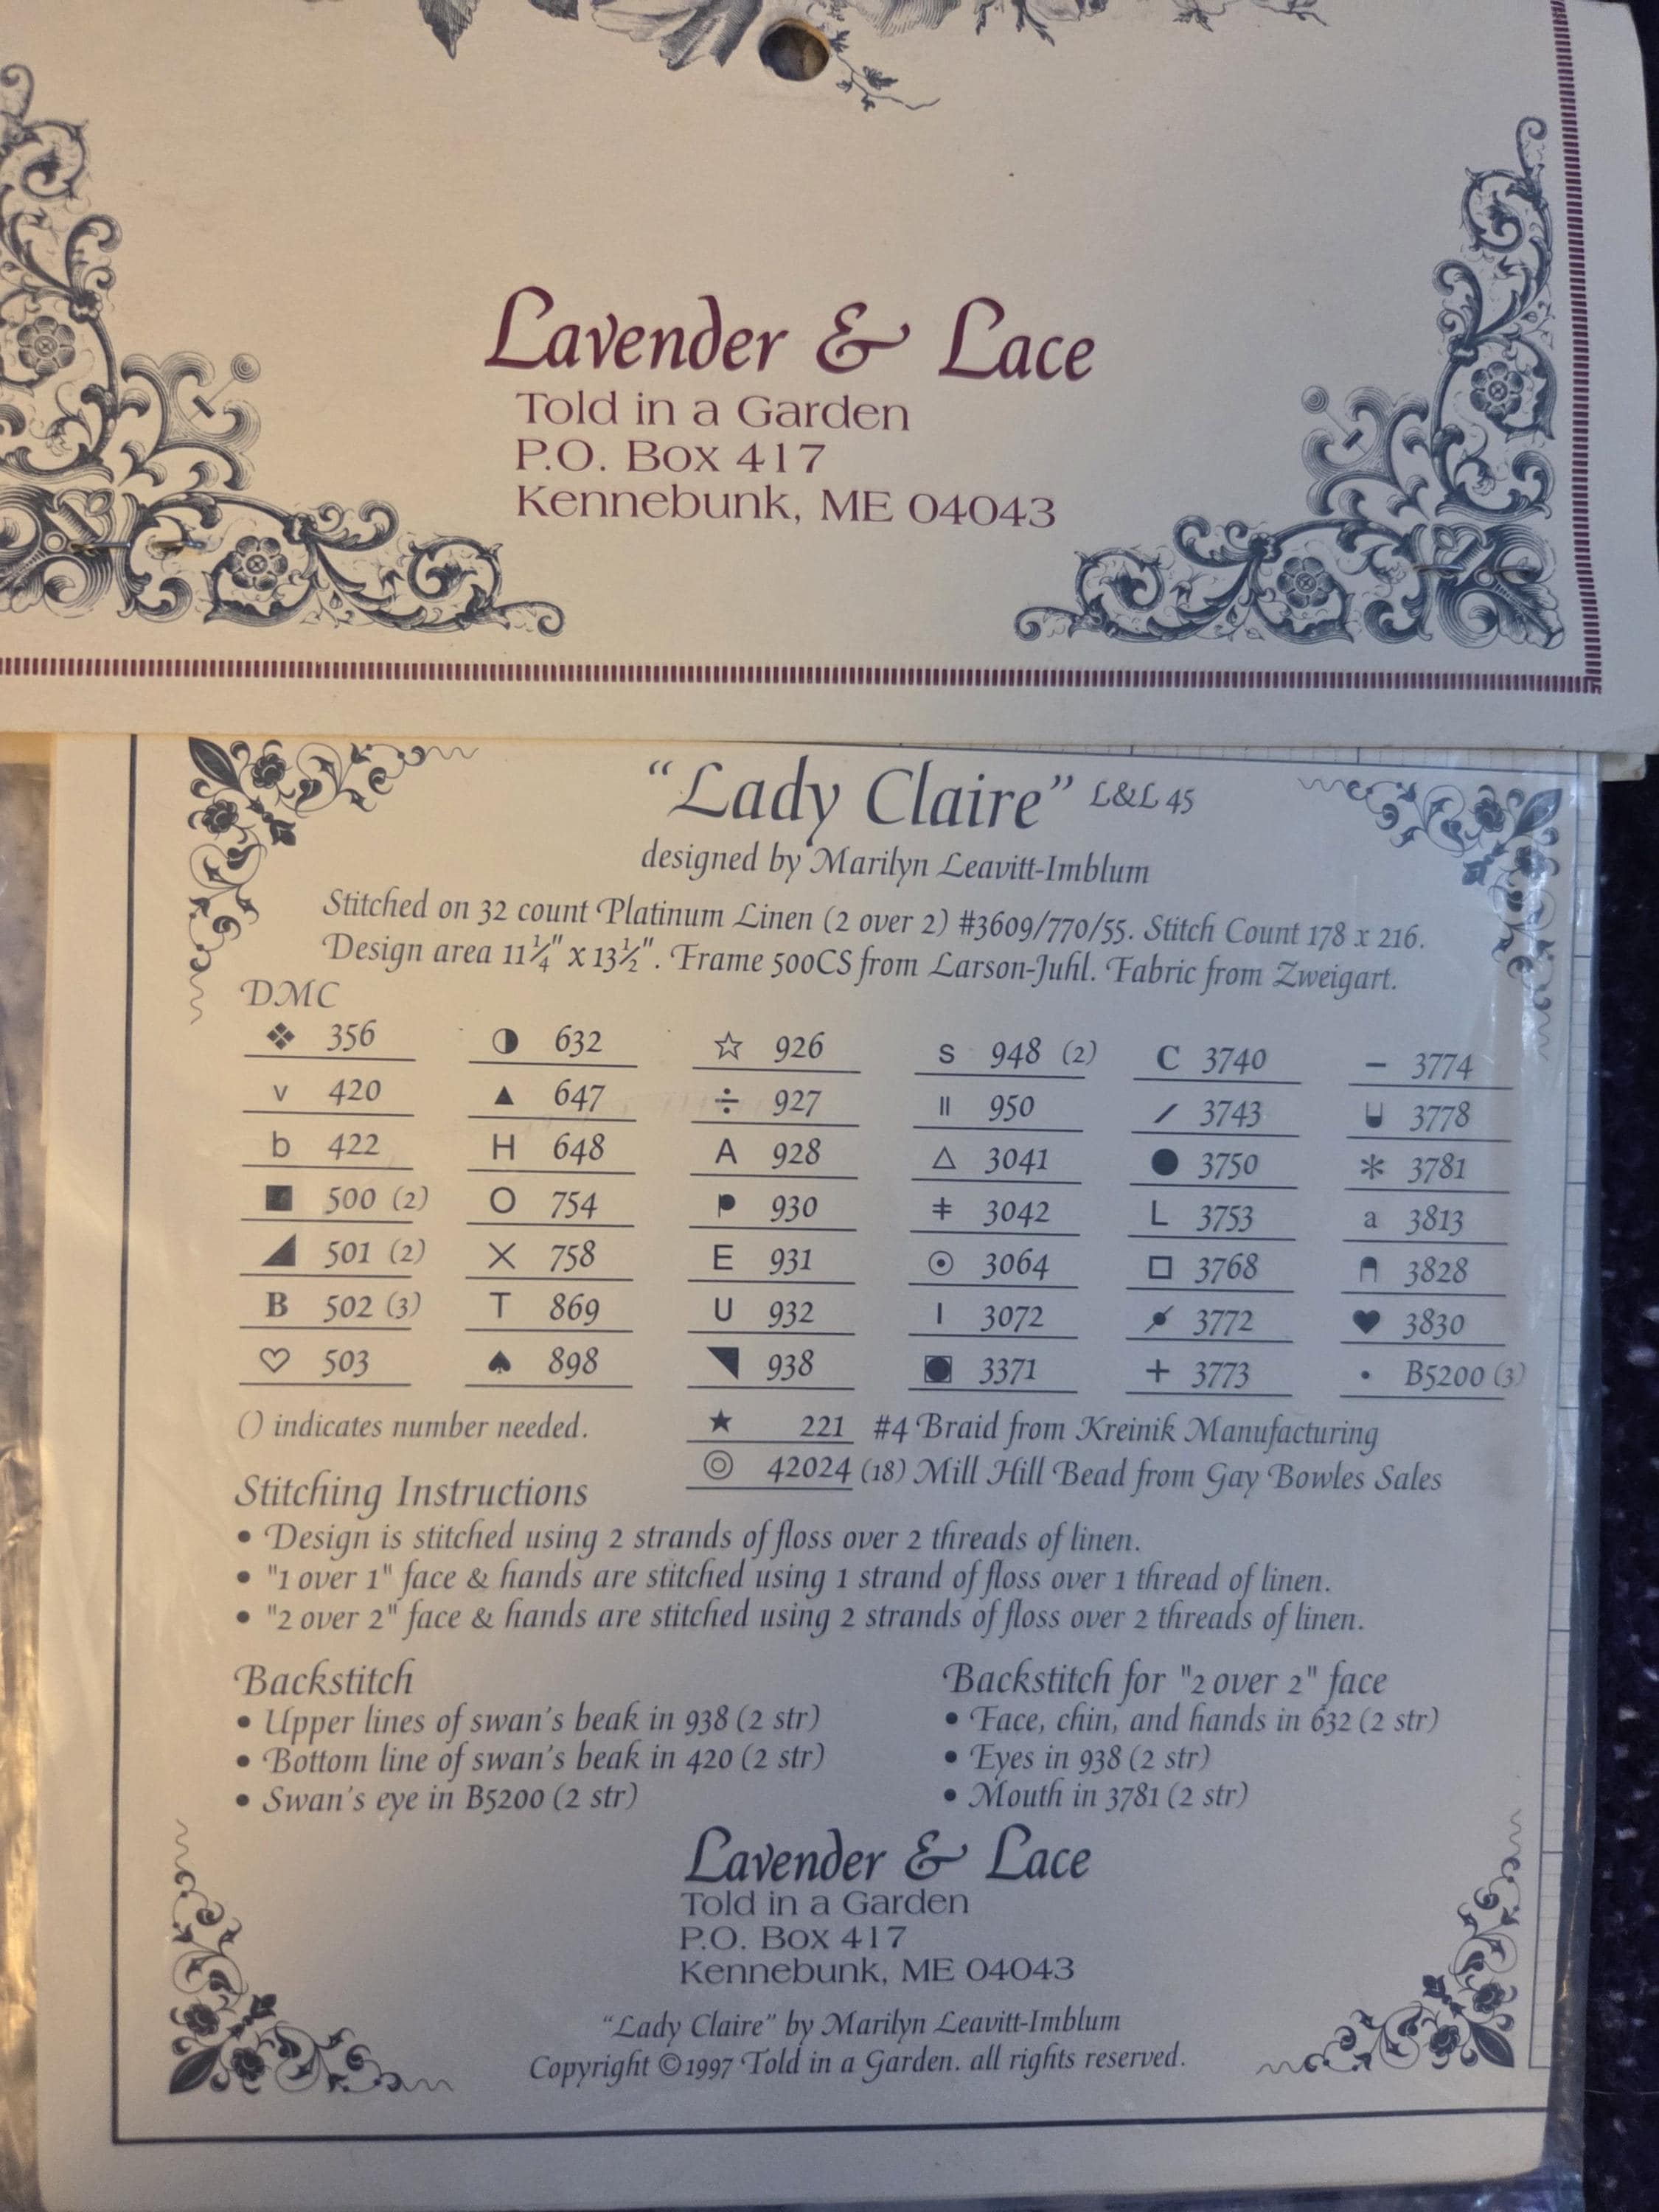 Lavender & Lace
Told in a Garden
P.O. Box 417
Kennebunk, ME 04043
"Lady Claire" L&L 45
designed by Marilyn Leavitt-Imblum
Stitched on 32 count Platinum Linen (2 over 2) #3609/770/55. Stitch Count 178 x 216.
Design area 11¼" x 13½". Frame 500CS from Larson-Juhl. Fabric from Zweigart.
DMC
❖ 356 ◑ 632 ☆ 926 S 948 (2) C 3740 − 3774
v 420 ▲ 647 ÷ 927 || 950 / 3743 3778
b 422 H 648 A 928 △ 3041 ● 3750 * 3781
■ 500 (2) O 754 930 ‡ 3042 L 3753 a 3813
◢ 501 (2) X 758 E 931 ⊙ 3064 □ 3768 3828
B 502 (3) T 869 U 932 I 3072 3772 ♥ 3830
♡ 503 ♠ 898 ◥ 938 ◙ 3371 + 3773 • B5200 (3)
() indicates number needed. ★ 221 #4 Braid from Kreinik Manufacturing
◎ 42024 (18) Mill Hill Bead from Gay Bowles Sales
Stitching Instructions
• Design is stitched using 2 strands of floss over 2 threads of linen.
• "1 over 1" face & hands are stitched using 1 strand of floss over 1 thread of linen.
• "2 over 2" face & hands are stitched using 2 strands of floss over 2 threads of linen.
Backstitch
• Upper lines of swan's beak in 938 (2 str)
• Bottom line of swan's beak in 420 (2 str)
• Swan's eye in B5200 (2 str)
Backstitch for "2 over 2" face
• Face, chin, and hands in 632 (2 str)
• Eyes in 938 (2 str)
• Mouth in 3781 (2 str)
Lavender & Lace
Told in a Garden
P.O. Box 417
Kennebunk, ME 04043
"Lady Claire" by Marilyn Leavitt-Imblum
Copyright ©1997 Told in a Garden. all rights reserved.